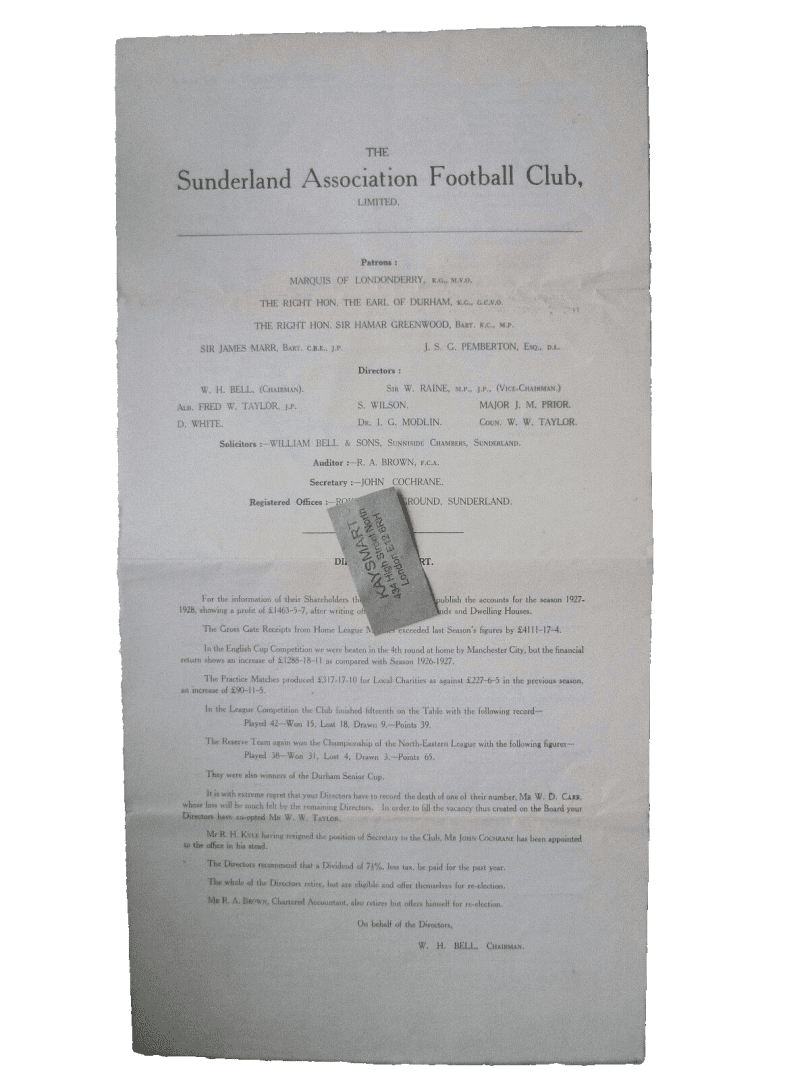 THE
Sunderland Association Football Club,
LIMITED.
Patrons :
MARQUIS OF LONDONDERRY, K.G., M.V.O.
THE RIGHT HON. THE EARL OF DURHAM, K.G., G.C.V.O.
THE RIGHT HON. SIR HAMAR GREENWOOD, BART. K.C., M.P.
SIR JAMES MARR, BART. C.B.E., J.P. J. S. G. PEMBERTON, ESQ., D.L.
Directors :
W. H. BELL, (CHAIRMAN). SIR W. RAINE, M.P., J.P., (VICE-CHAIRMAN.)
ALD. FRED W. TAYLOR, J.P. S. WILSON. MAJOR J. M. PRIOR.
D. WHITE. DR. I. G. MODLIN. COUN. W. W. TAYLOR.
Solicitors :—WILLIAM BELL & SONS, SUNNISIDE CHAMBERS, SUNDERLAND.
Auditor :—R. A. BROWN, F.C.A.
Secretary :—JOHN COCHRANE.
Registered Offices :— GROUND, SUNDERLAND.
KAYSMART
434 High Street North
London E12 6RH
For the information of their Shareholders publish the accounts for the season 1927-
1928, showing a profit of £1463-5-7, after writing and Dwelling Houses.
The Gross Gate Receipts from Home League exceeded last Season's figures by £4111-17-4.
In the English Cup Competition we were beaten in the 4th round at home by Manchester City, but the financial
return shows an increase of £1288-18-11 as compared with Season 1926-1927.
The Practice Matches produced £317-17-10 for Local Charities as against £227-6-5 in the previous season,
an increase of £90-11-5.
In the League Competition the Club finished fifteenth on the Table with the following record—
Played 42—Won 15, Lost 18, Drawn 9.—Points 39.
The Reserve Team again won the Championship of the North-Eastern League with the following figures—
Played 38—Won 31, Lost 4, Drawn 3.—Points 65.
They were also winners of the Durham Senior Cup.
It is with extreme regret that your Directors have to record the death of one of their number, MR W. D. CARR,
whose loss will be much felt by the remaining Directors. In order to fill the vacancy thus created on the Board your
Directors have co-opted MR W. W. TAYLOR.
MR R. H. KYLE having resigned the position of Secretary to the Club, MR JOHN COCHRANE has been appointed
to the office in his stead.
The Directors recommend that a Dividend of 7½%, less tax, be paid for the past year.
The whole of the Directors retire, but are eligible and offer themselves for re-election.
MR R. A. BROWN, Chartered Accountant, also retires but offers himself for re-election.
On behalf of the Directors,
W. H. BELL, CHAIRMAN.